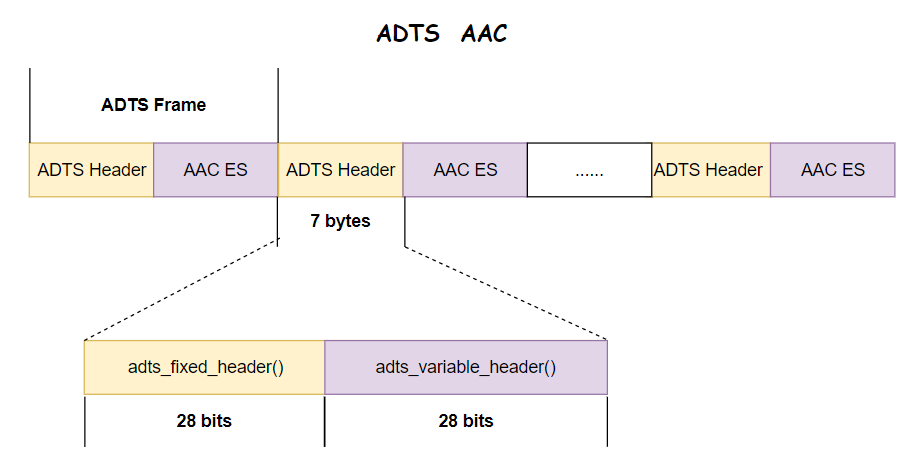 ADTS AAC
ADTS Frame
ADTS Header AAC ES ADTS Header AAC ES ...... ADTS Header AAC ES
7 bytes
adts_fixed_header() adts_variable_header()
28 bits 28 bits